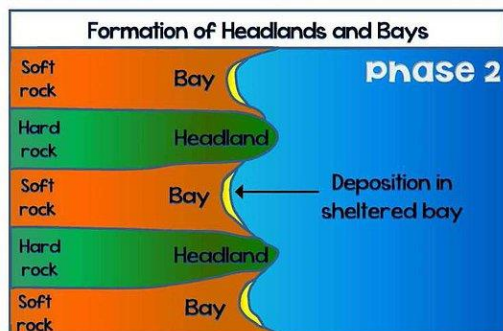 Formation of Headlands and Bays
phase 2
Soft
rock
Bay
Hard
rock
Headland
Soft
rock
Bay
Deposition in
sheltered bay
Hard
rock
Headland
Soft
rock
Bay